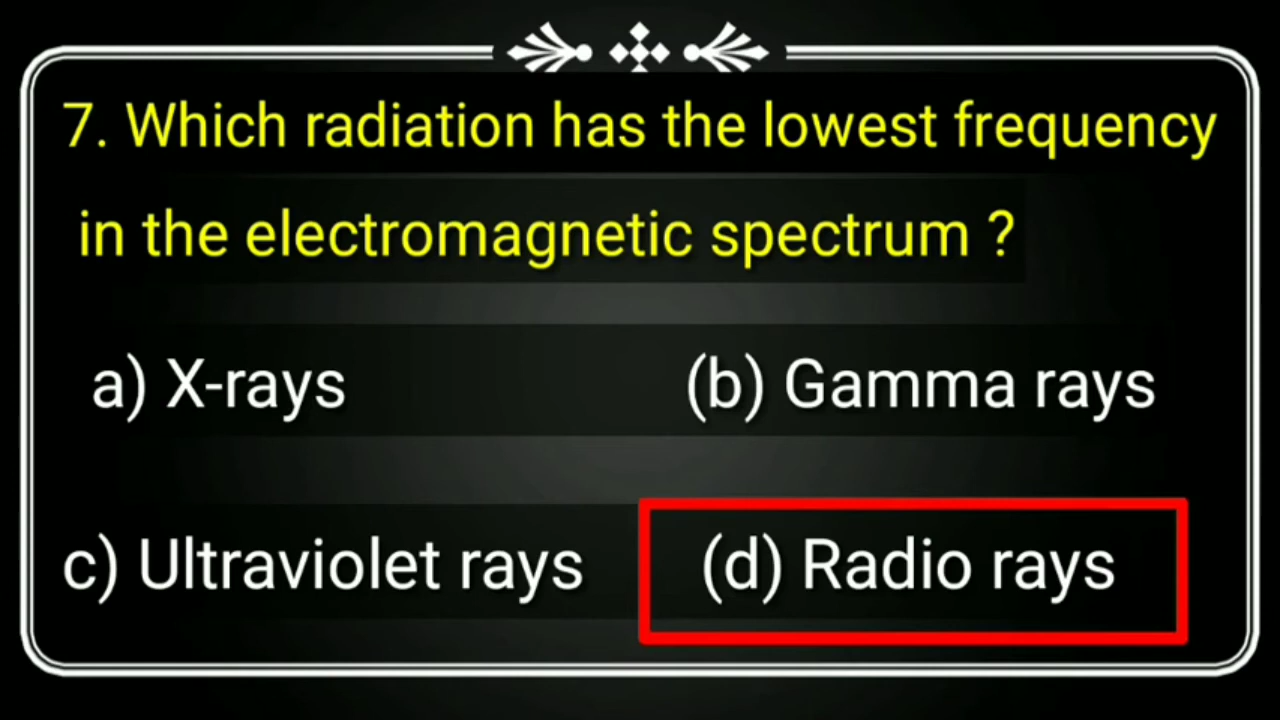 7. Which radiation has the lowest frequency
in the electromagnetic spectrum ?
a) X-rays (b) Gamma rays
c) Ultraviolet rays (d) Radio rays